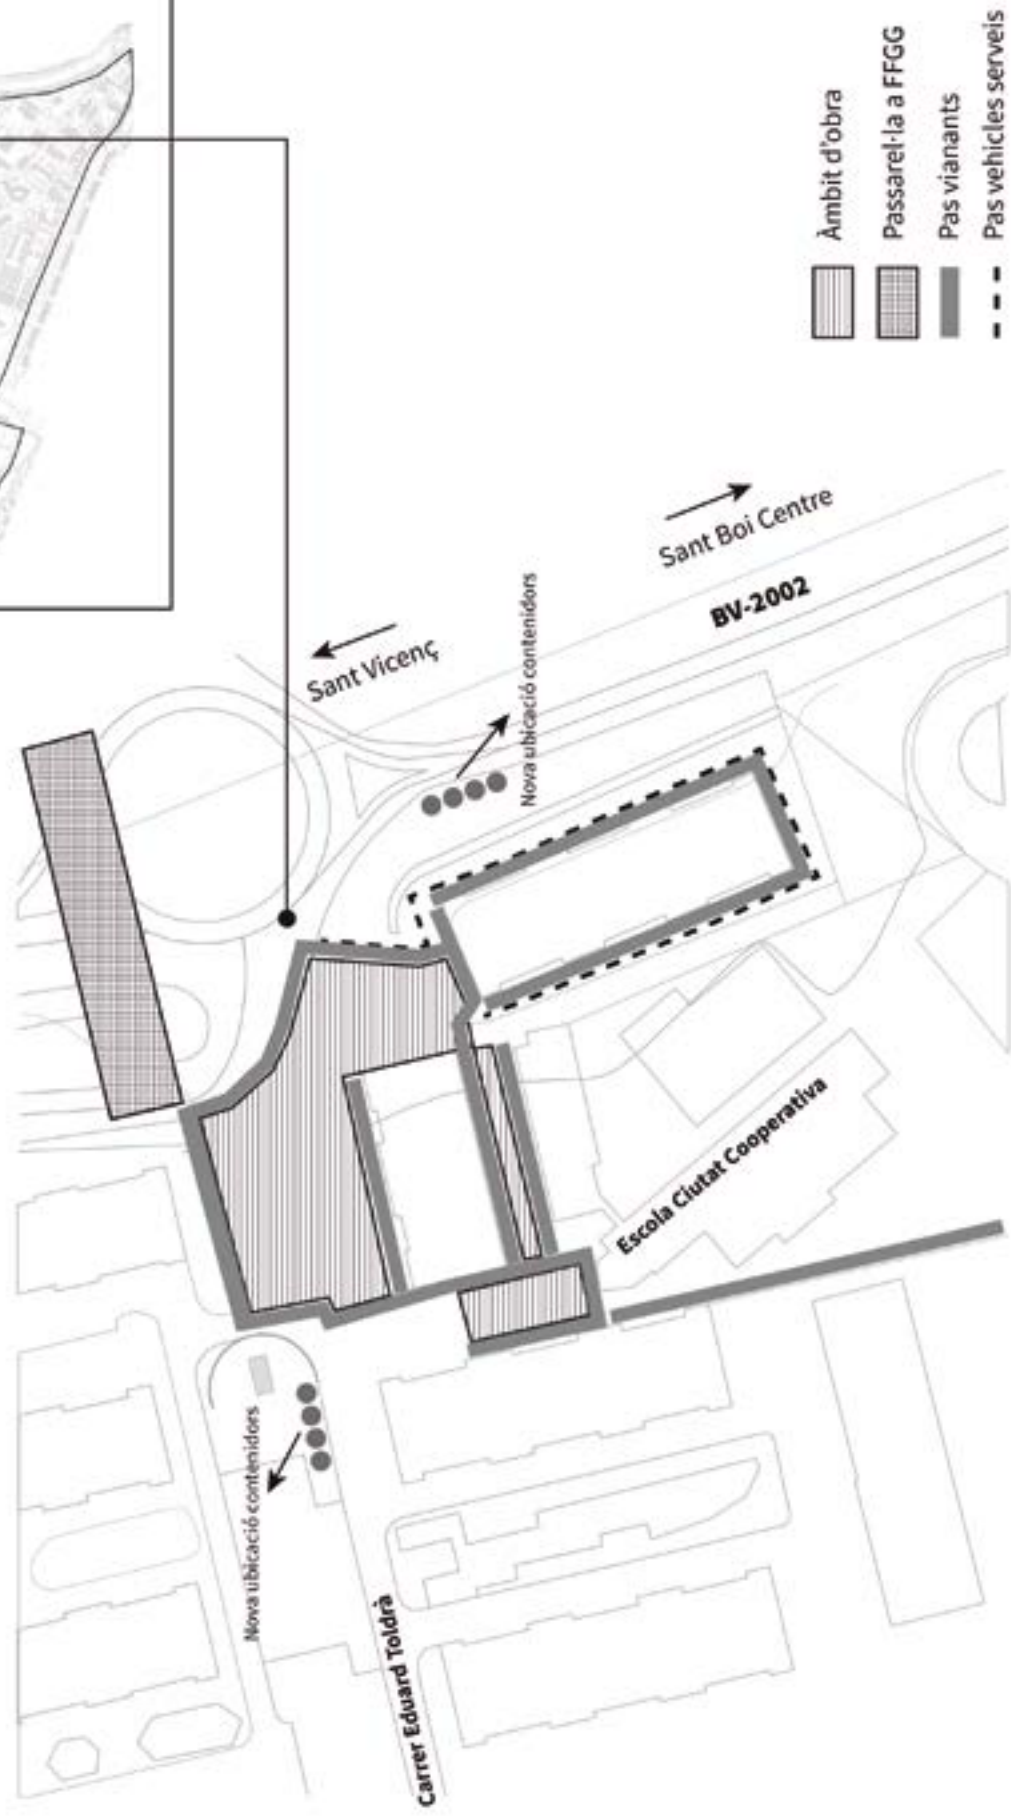 Nova ubicació contenidors
Carrer Eduard Toldrà
Escola Ciutat Cooperativa
Sant Vicenç
Nova ubicació contenidors
BV-2002
Sant Boi Centre
Àmbit d'obra
Passarel·la a FFGG
Pas vianants
Pas vehicles serveis